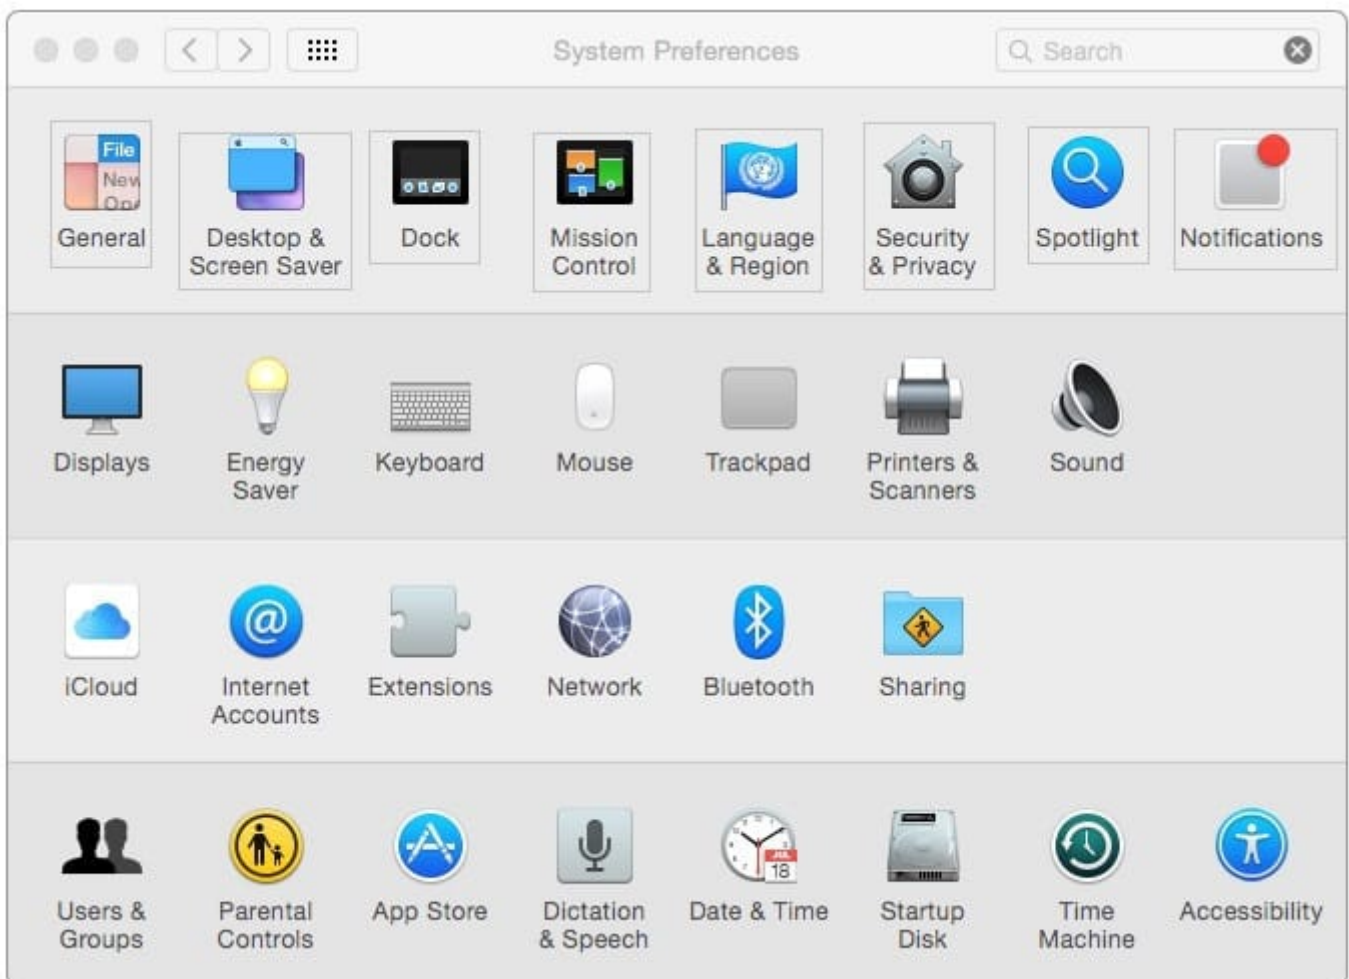 System Preferences
Search
File
New
Ope
General
Desktop &
Screen Saver
Dock
Mission
Control
Language
& Region
Security
& Privacy
Spotlight
Notifications
Displays
Energy
Saver
Keyboard
Mouse
Trackpad
Printers &
Scanners
Sound
iCloud
@
Internet
Accounts
Extensions
Network
Bluetooth
Sharing
Users &
Groups
Parental
Controls
App Store
Dictation
& Speech
JUL
18
Date & Time
Startup
Disk
Time
Machine
Accessibility